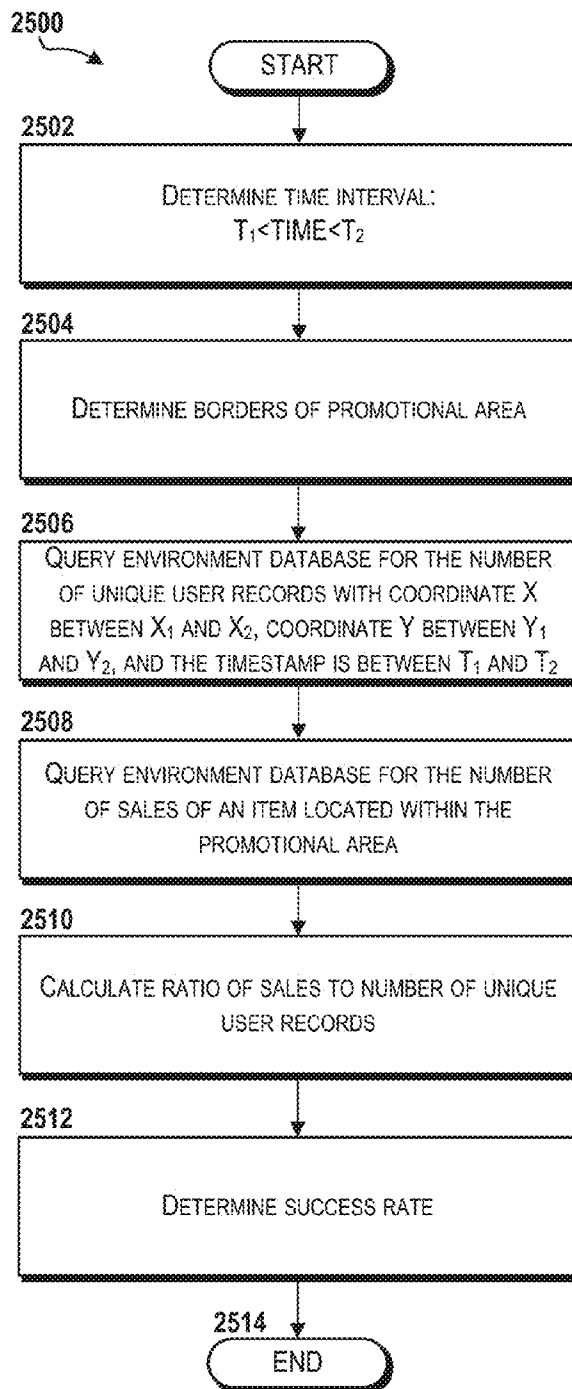 2500
START
2502
DETERMINE TIME INTERVAL:
T₁<TIME<T₂
2504
DETERMINE BORDERS OF PROMOTIONAL AREA
2506
QUERY ENVIRONMENT DATABASE FOR THE NUMBER
OF UNIQUE USER RECORDS WITH COORDINATE X
BETWEEN X₁ AND X₂, COORDINATE Y BETWEEN Y₁
AND Y₂, AND THE TIMESTAMP IS BETWEEN T₁ AND T₂
2508
QUERY ENVIRONMENT DATABASE FOR THE NUMBER
OF SALES OF AN ITEM LOCATED WITHIN THE
PROMOTIONAL AREA
2510
CALCULATE RATIO OF SALES TO NUMBER OF UNIQUE
USER RECORDS
2512
DETERMINE SUCCESS RATE
2514
END